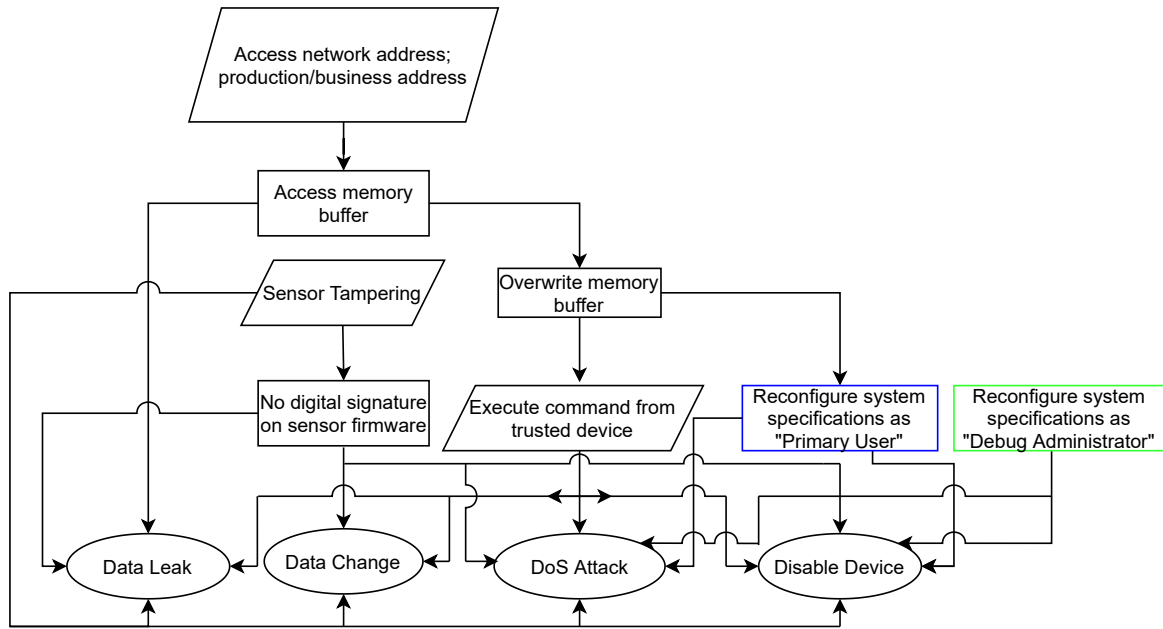 Access network address;
production/business address
Access memory
buffer
Sensor Tampering
Overwrite memory
buffer
No digital signature
on sensor firmware
Execute command from
trusted device
Reconfigure system
specifications as
"Primary User"
Reconfigure system
specifications as
"Debug Administrator"
Data Leak
Data Change
DoS Attack
Disable Device